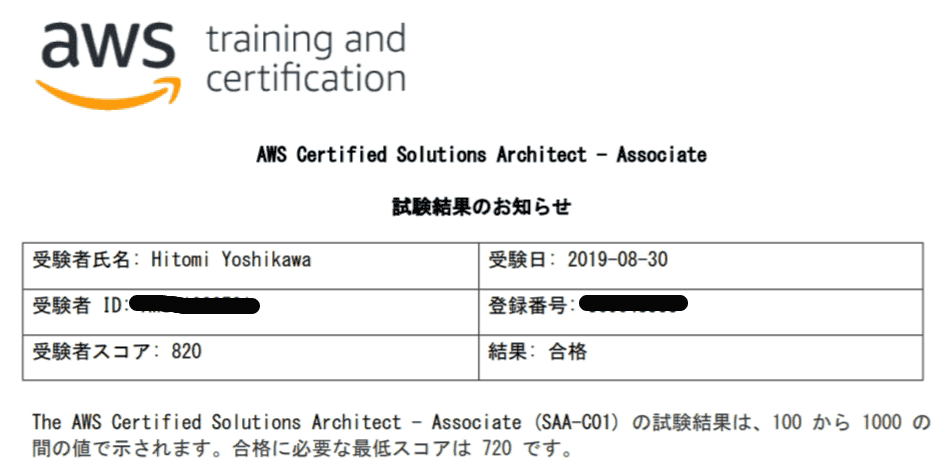 aws training and
certification
AWS Certified Solutions Architect - Associate
試験結果のお知らせ
受験者氏名: Hitomi Yoshikawa
受験日: 2019-08-30
受験者 ID:
登録番号:
受験者スコア: 820
結果: 合格
The AWS Certified Solutions Architect - Associate (SAA-C01) の試験結果は、100 から 1000 の
間の値で示されます。合格に必要な最低スコアは 720 です。